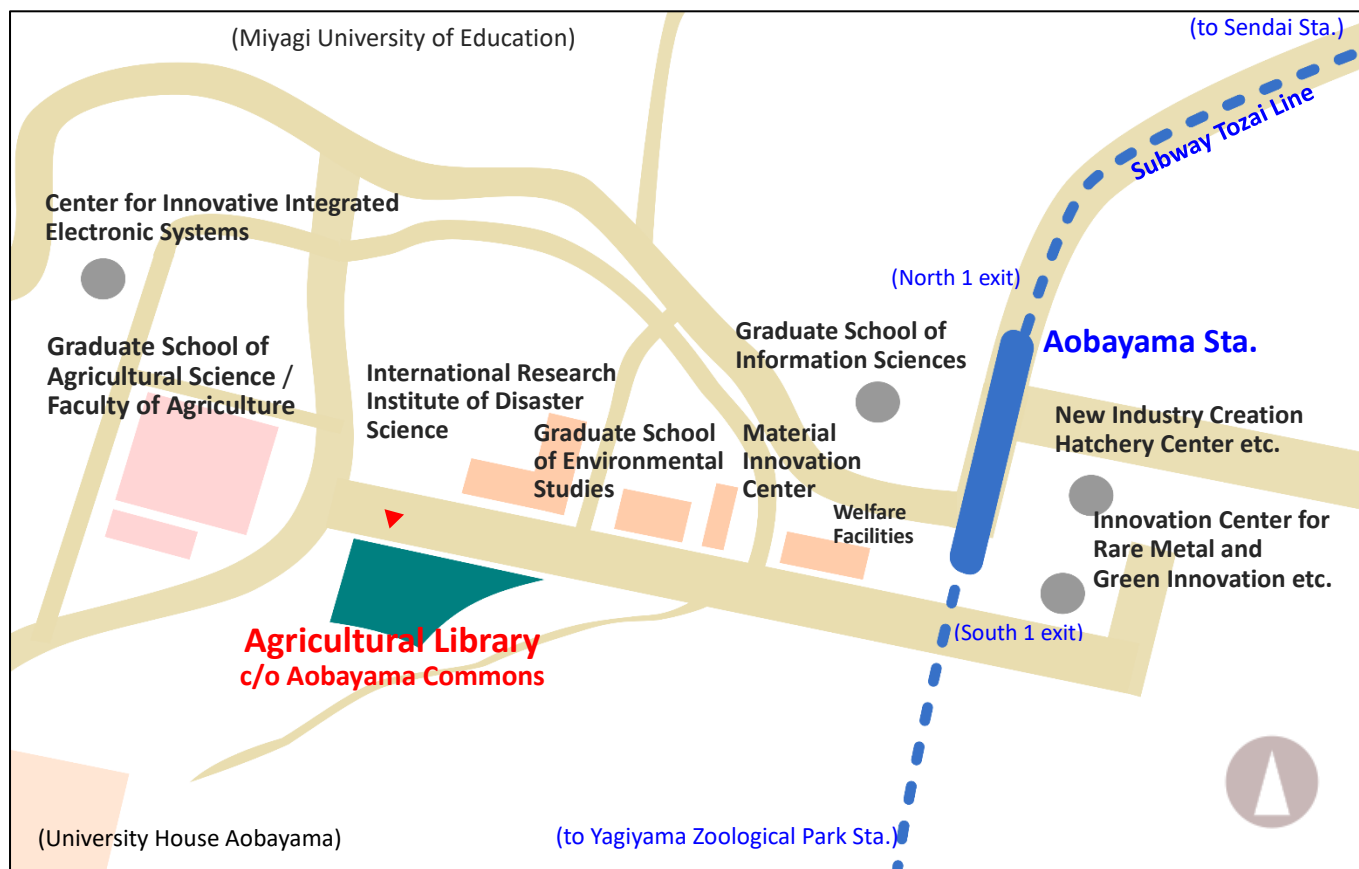 (Miyagi University of Education)
(to Sendai Sta.)
Subway Tozai Line
Center for Innovative Integrated
Electronic Systems
(North 1 exit)
Aobayama Sta.
Graduate School of
Information Sciences
Graduate School of
Agricultural Science /
Faculty of Agriculture
International Research
Institute of Disaster
Science
Graduate School
of Environmental
Studies
Material
Innovation
Center
New Industry Creation
Hatchery Center etc.
Welfare
Facilities
Innovation Center for
Rare Metal and
Green Innovation etc.
(South 1 exit)
Agricultural Library
c/o Aobayama Commons
(University House Aobayama)
(to Yagiyama Zoological Park Sta.)